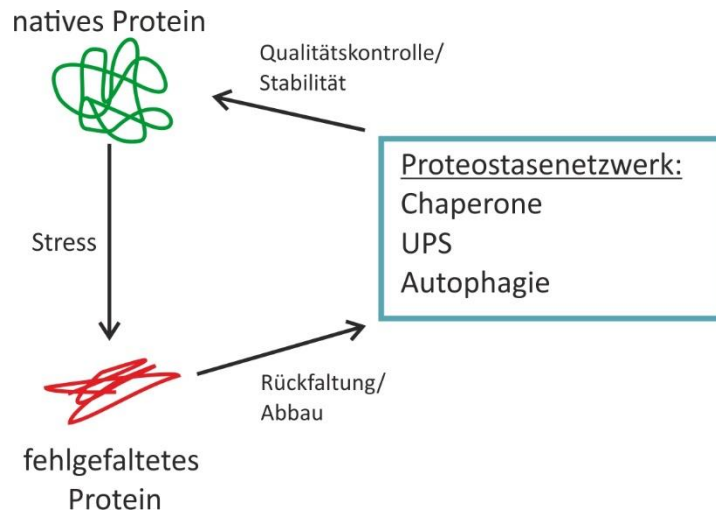 natives Protein
Qualitätskontrolle/
Stabilität
Proteostasenetzwerk:
Chaperone
UPS
Autophagie
Stress
Rückfaltung/
Abbau
fehlgefaltetes
Protein